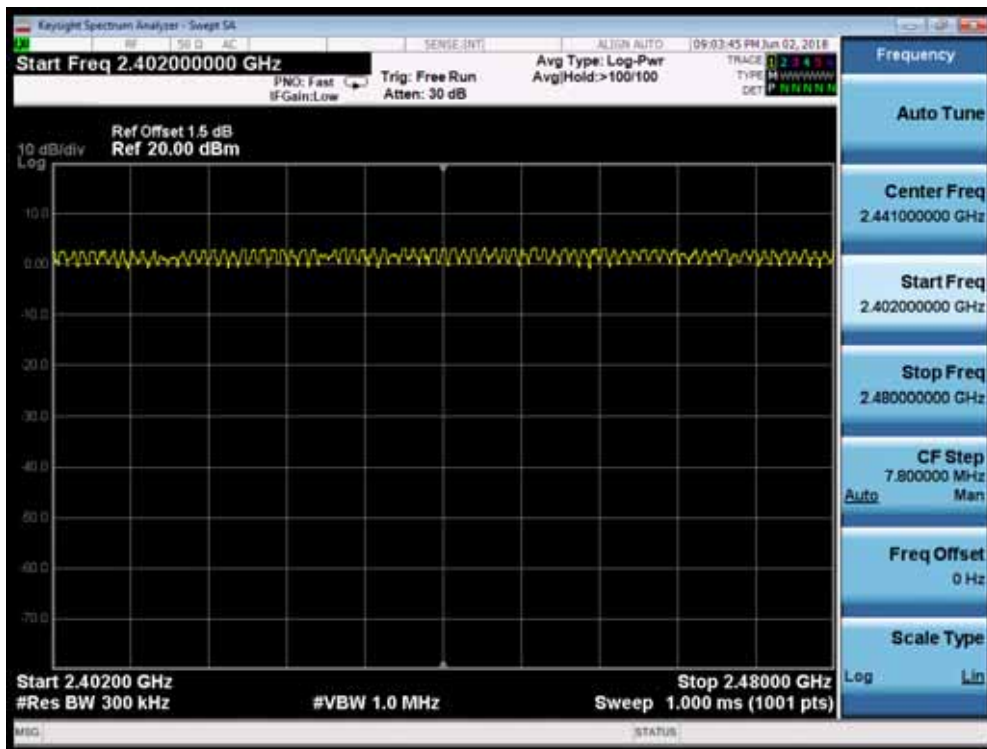 Keysight Spectrum Analyzer - Swept SA
RF 50 Ω AC SENSE:INT ALIGN AUTO 09:03:45 PM Jun 02, 2018
Start Freq 2.402000000 GHz
PNO: Fast
IFGain:Low
Trig: Free Run
Atten: 30 dB
Avg Type: Log-Pwr
Avg|Hold:>100/100
TRACE 1 2 3 4 5 6
TYPE M W W W W W
DET P N N N N N
Ref Offset 1.5 dB
10 dB/div Ref 20.00 dBm
Log
10.0
0.00
-10.0
-20.0
-30.0
-40.0
-50.0
-60.0
-70.0
Start 2.40200 GHz
Stop 2.48000 GHz
#Res BW 300 kHz
#VBW 1.0 MHz
Sweep 1.000 ms (1001 pts)
MSG
STATUS
Frequency
Auto Tune
Center Freq
2.441000000 GHz
Start Freq
2.402000000 GHz
Stop Freq
2.480000000 GHz
CF Step
7.800000 MHz
Auto Man
Freq Offset
0 Hz
Scale Type
Log Lin